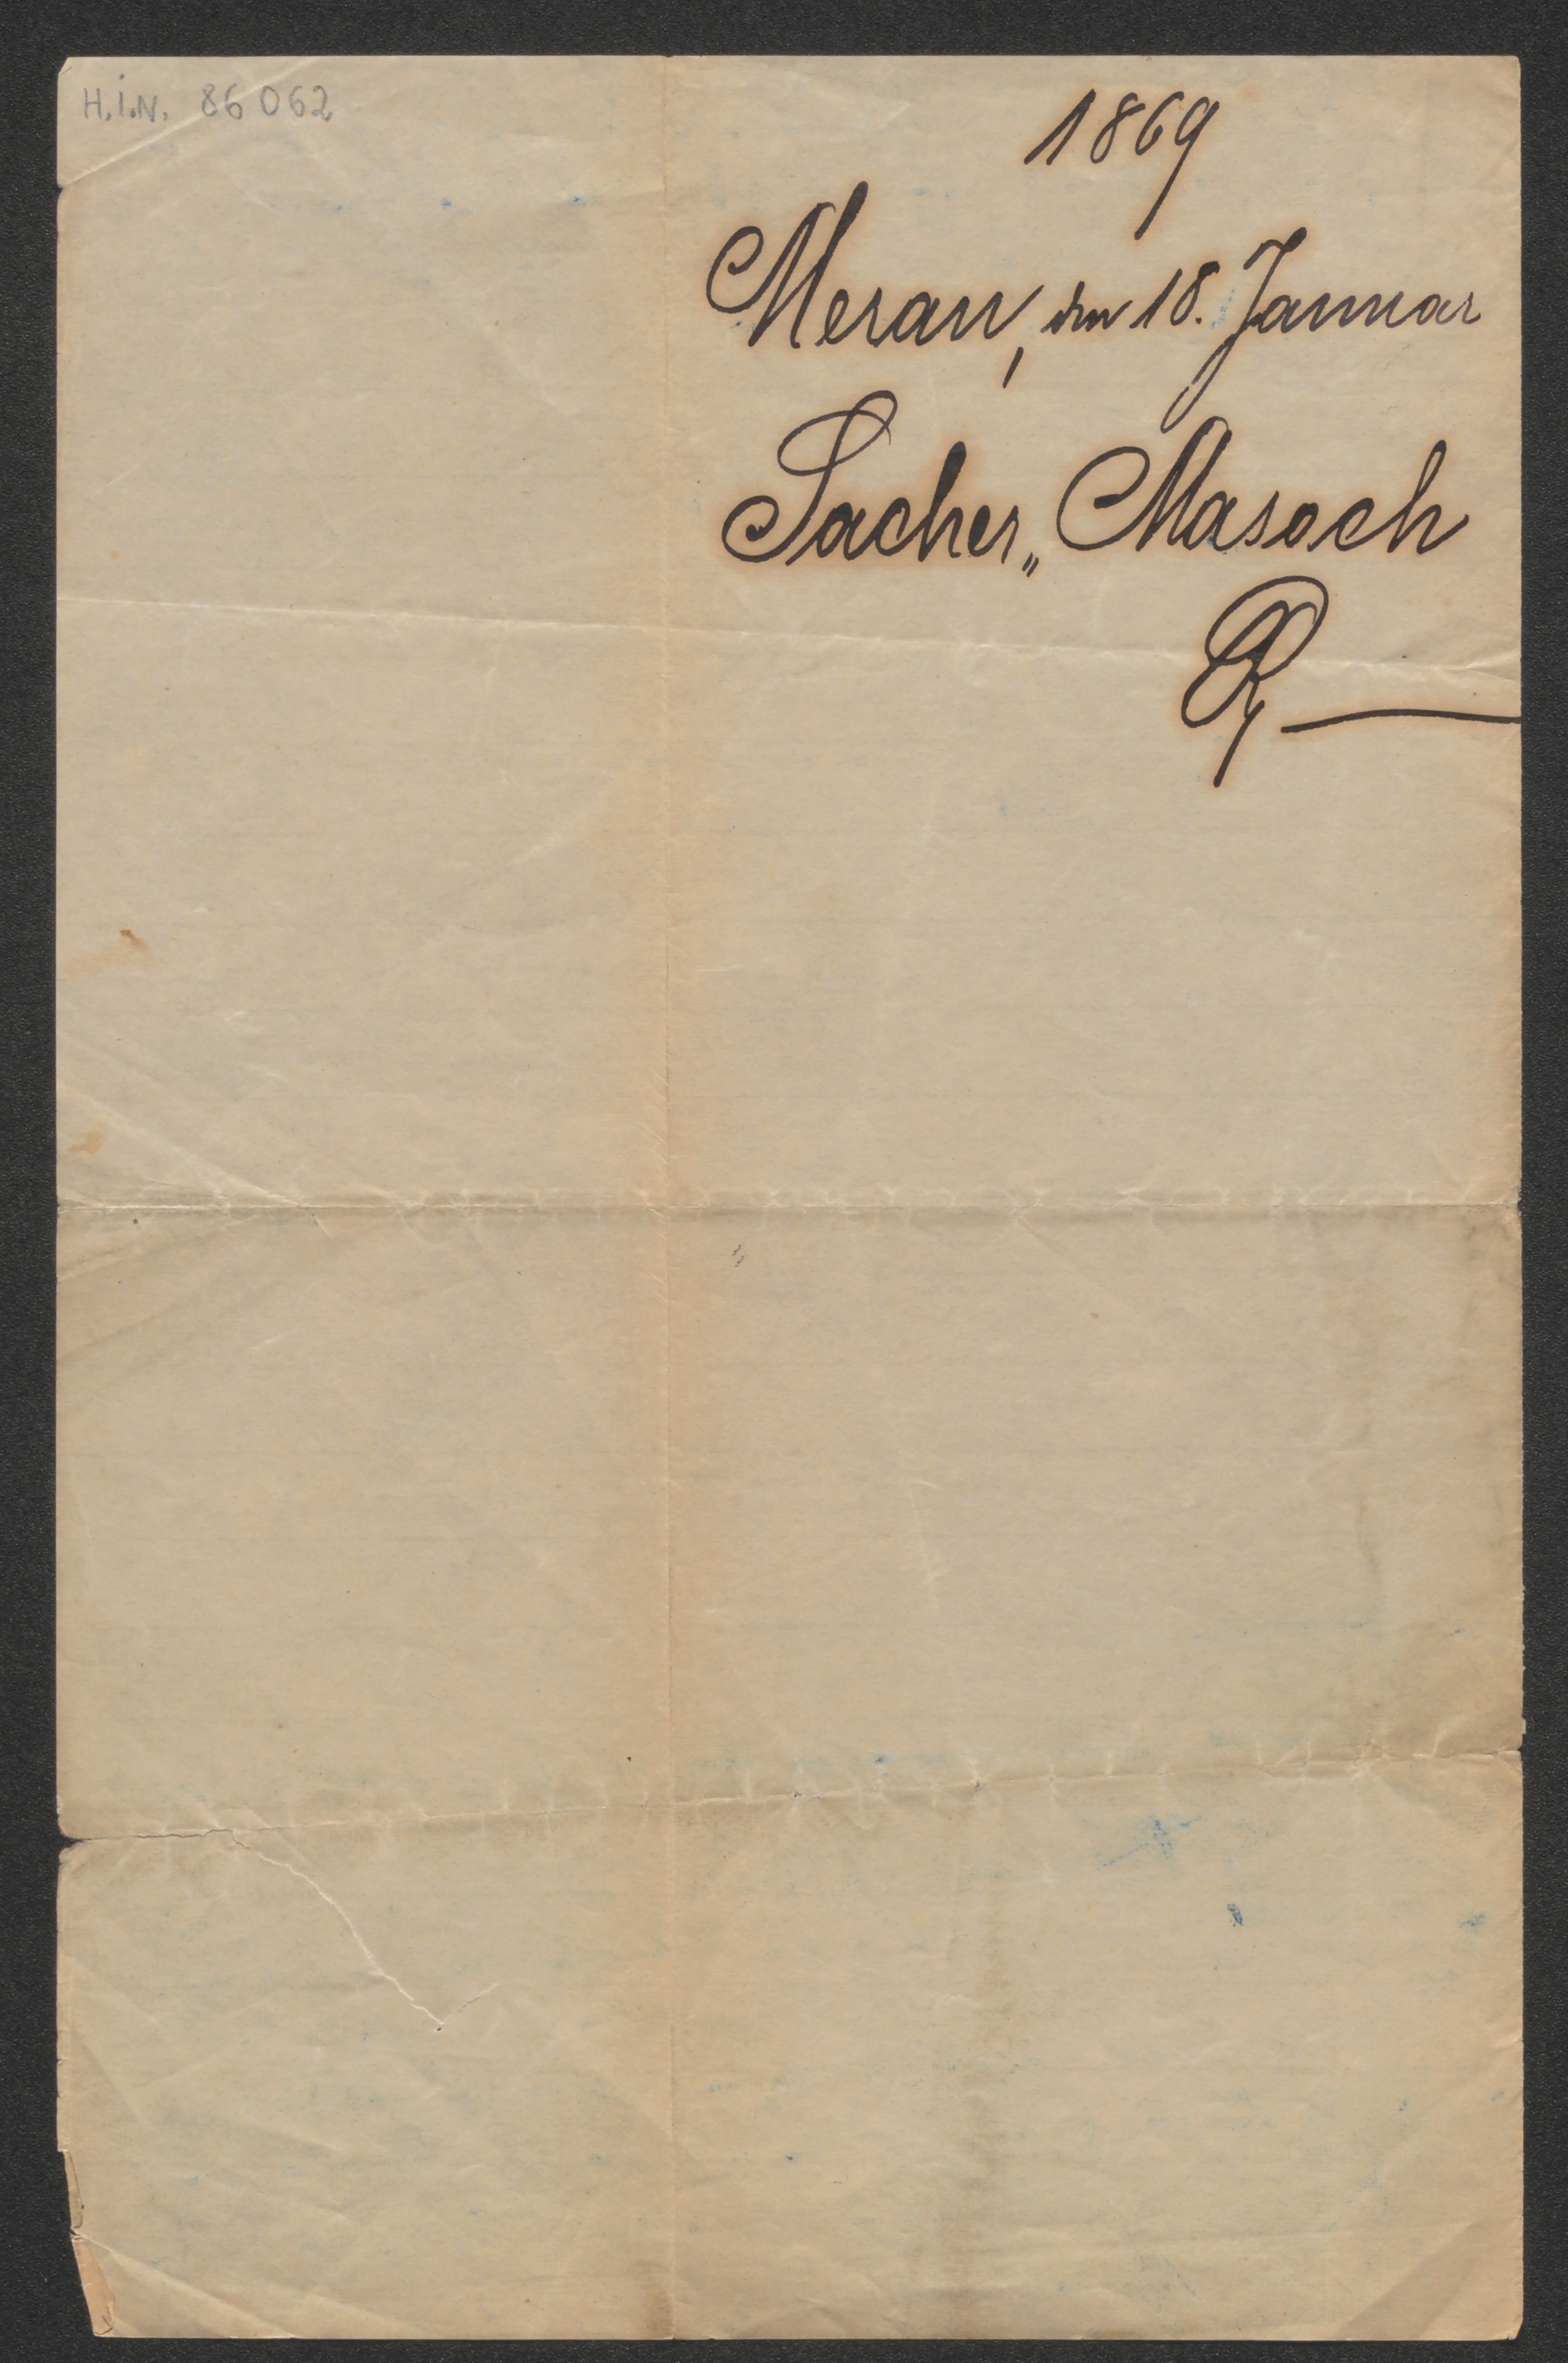 H.I.N. 86062
1869
Meran, den 18. Januar
Sacher„ Masoch